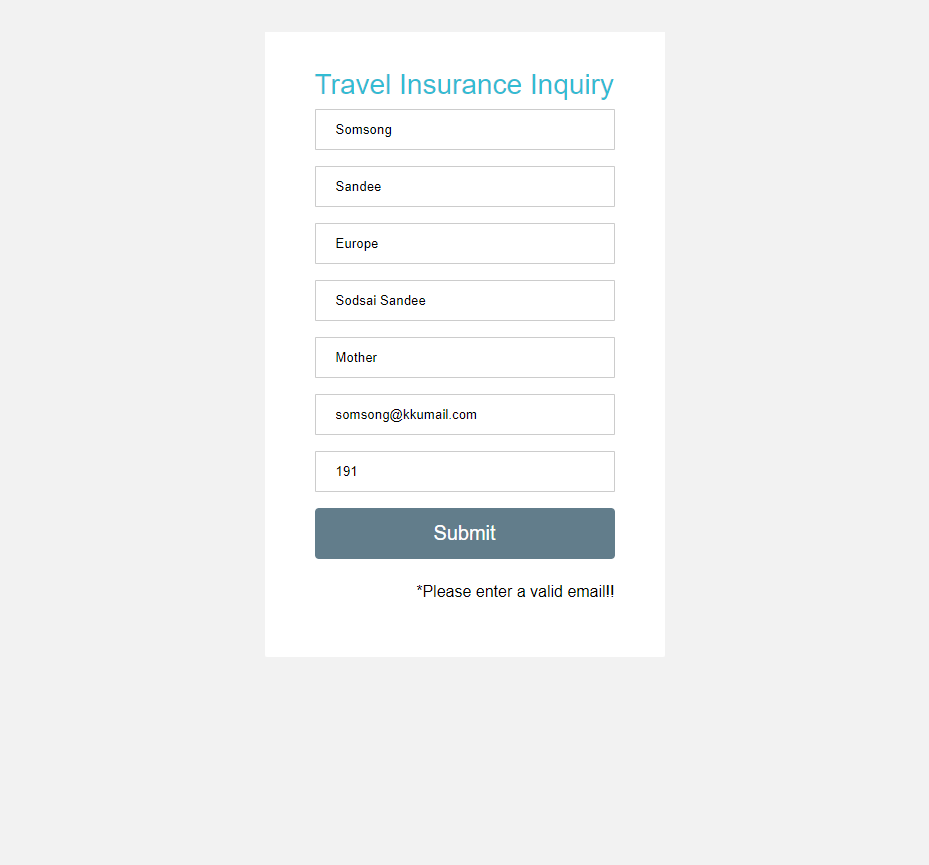 Travel Insurance Inquiry
Somsong
Sandee
Europe
Sodsai Sandee
Mother
somsong@kkumail.com
191
Submit
*Please enter a valid email!!